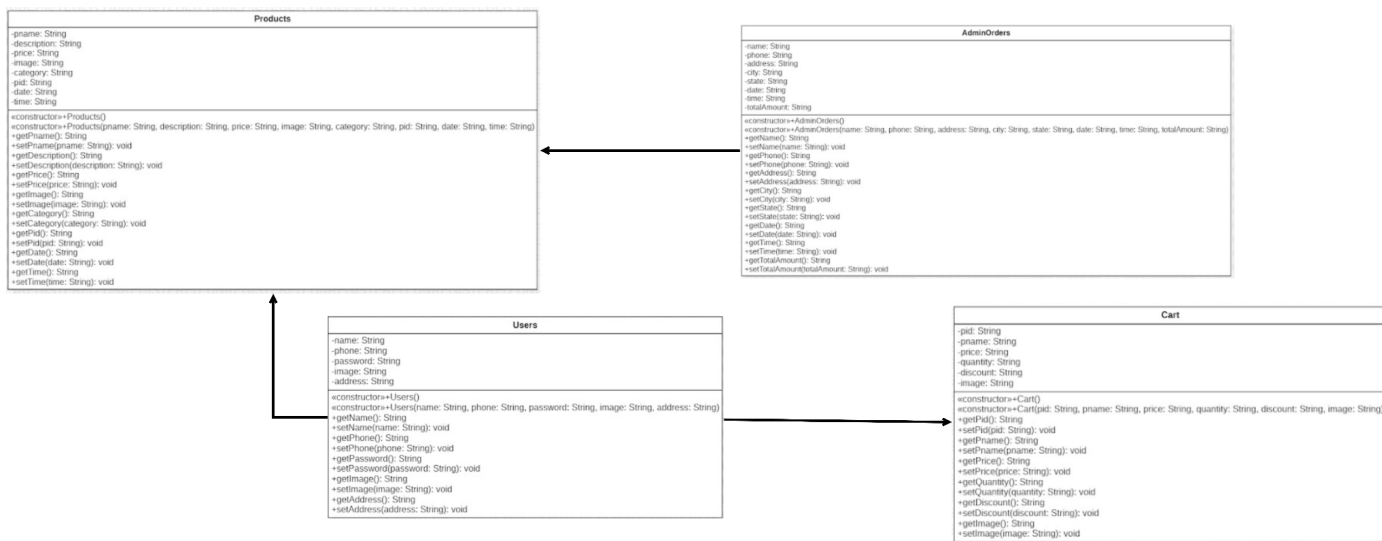 Products
-pname: String
-description: String
-price: String
-image: String
-category: String
-pid: String
-date: String
-time: String
«constructor»+Products()
«constructor»+Products(pname: String, description: String, price: String, image: String, category: String, pid: String, date: String, time: String)
+getPname(): String
+setPname(pname: String): void
+getDescription(): String
+setDescription(description: String): void
+getPrice(): String
+setPrice(price: String): void
+getImage(): String
+setImage(image: String): void
+getCategory(): String
+setCategory(category: String): void
+getPid(): String
+setPid(pid: String): void
+getDate(): String
+setDate(date: String): void
+getTime(): String
+setTime(time: String): void
AdminOrders
-name: String
-phone: String
-address: String
-city: String
-state: String
-date: String
-time: String
-totalAmount: String
«constructor»+AdminOrders()
«constructor»+AdminOrders(name: String, phone: String, address: String, city: String, state: String, date: String, time: String, totalAmount: String)
+getName(): String
+setName(name: String): void
+getPhone(): String
+setPhone(phone: String): void
+getAddress(): String
+setAddress(address: String): void
+getCity(): String
+setCity(city: String): void
+getState(): String
+setState(state: String): void
+getDate(): String
+setDate(date: String): void
+getTime(): String
+setTime(time: String): void
+getTotalAmount(): String
+setTotalAmount(totalAmount: String): void
Users
-name: String
-phone: String
-password: String
-image: String
-address: String
«constructor»+Users()
«constructor»+Users(name: String, phone: String, password: String, image: String, address: String)
+getName(): String
+setName(name: String): void
+getPhone(): String
+setPhone(phone: String): void
+getPassword(): String
+setPassword(password: String): void
+getImage(): String
+setImage(image: String): void
+getAddress(): String
+setAddress(address: String): void
Cart
-pid: String
-pname: String
-price: String
-quantity: String
-discount: String
-image: String
«constructor»+Cart()
«constructor»+Cart(pid: String, pname: String, price: String, quantity: String, discount: String, image: String)
+getPid(): String
+setPid(pid: String): void
+getPname(): String
+setPname(pname: String): void
+getPrice(): String
+setPrice(price: String): void
+getQuantity(): String
+setQuantity(quantity: String): void
+getDiscount(): String
+setDiscount(discount: String): void
+getImage(): String
+setImage(image: String): void